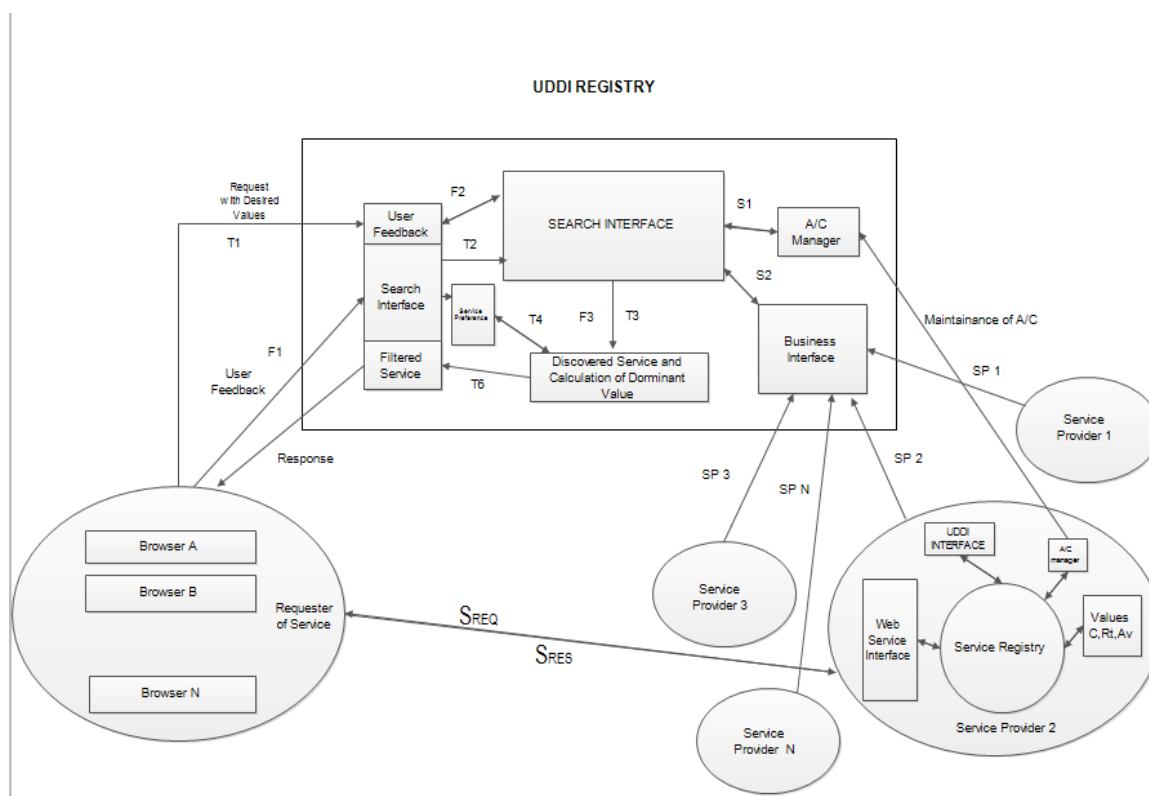 UDDI REGISTRY
Request
with Desired
Values
T1
User
Feedback
F2
SEARCH INTERFACE
S1
A/C
Manager
T2
Search
Interface
Service
Preference
T4
F3
T3
S2
Business
Interface
Maintainance of A/C
F1
User
Feedback
Filtered
Service
T6
Discovered Service and
Calculation of Dormant
Value
SP 1
Service
Provider 1
Response
SP 3
SP N
SP 2
Browser A
Browser B
Browser N
Requester
of Service
SREQ
SRES
Service
Provider 3
Service
Provider N
UDDI
INTERFACE
A/C
manager
Web
Service
Interface
Service Registry
Values
C,Rt,Av
Service Provider 2